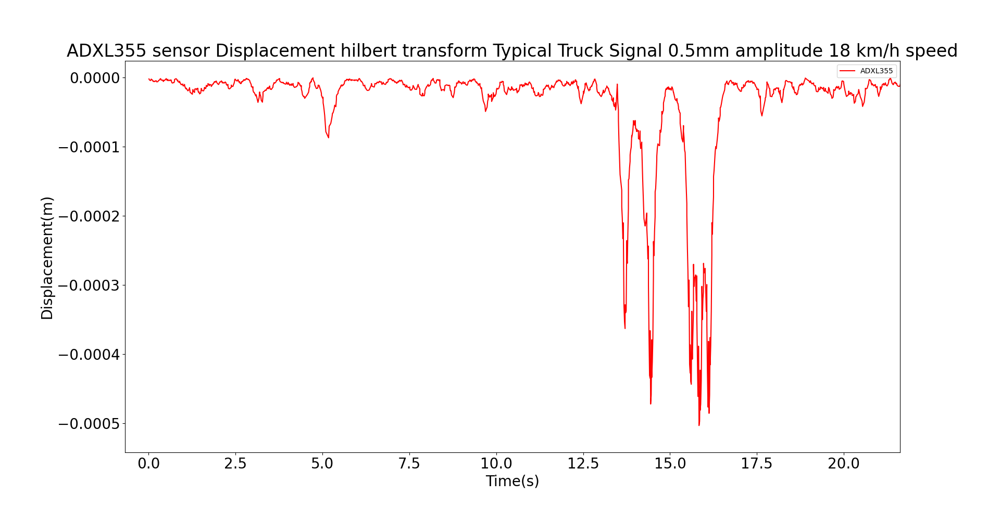 ADXL355 sensor Displacement hilbert transform Typical Truck Signal 0.5mm amplitude 18 km/h speed
ADXL355
0.0000
−0.0001
−0.0002
−0.0003
−0.0004
−0.0005
Displacement(m)
0.0 2.5 5.0 7.5 10.0 12.5 15.0 17.5 20.0
Time(s)